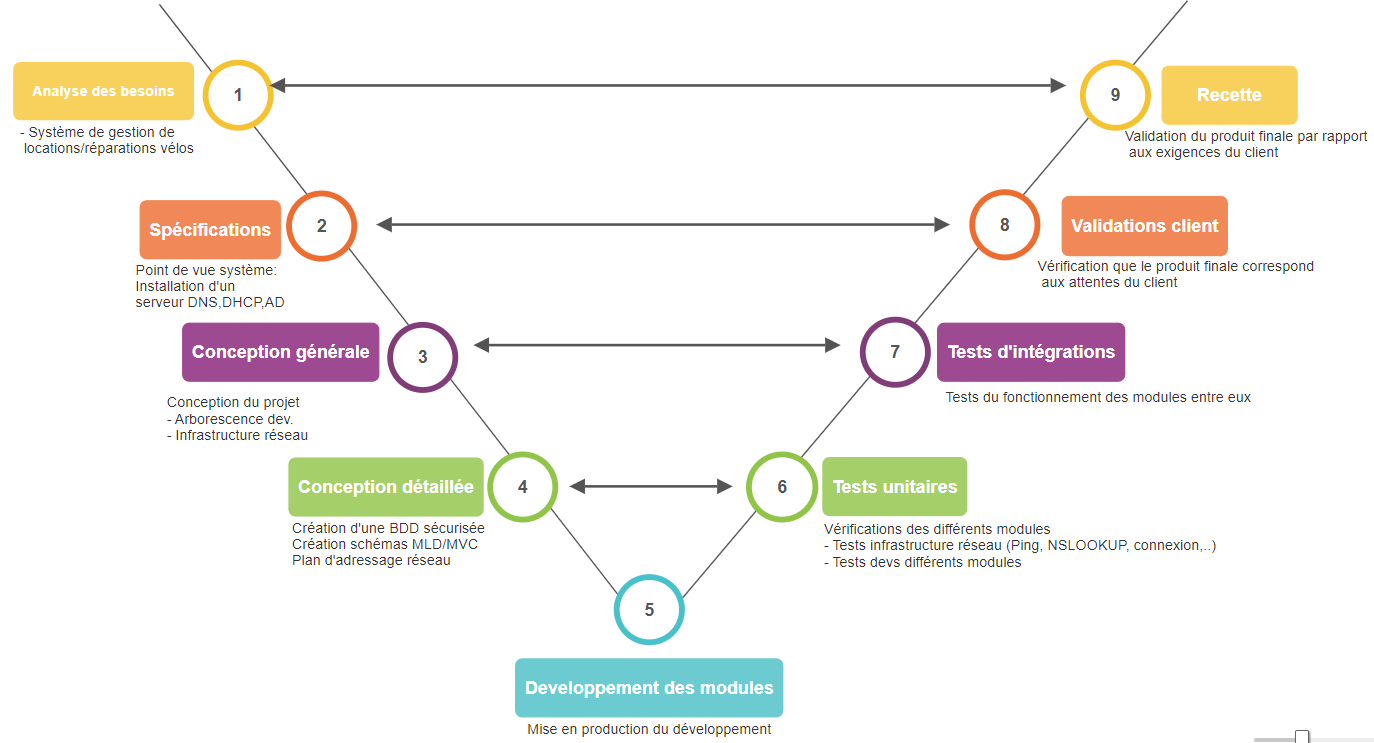 1
Analyse des besoins
- Système de gestion de
locations/réparations vélos
9
Recette
Validation du produit finale par rapport
aux exigences du client
2
Spécifications
Point de vue système:
Installation d'un
serveur DNS,DHCP,AD
8
Validations client
Vérification que le produit finale correspond
aux attentes du client
3
Conception générale
Conception du projet
- Arborescence dev.
- Infrastructure réseau
7
Tests d'intégrations
Tests du fonctionnement des modules entre eux
4
Conception détaillée
Création d'une BDD sécurisée
Création schémas MLD/MVC
Plan d'adressage réseau
6
Tests unitaires
Vérifications des différents modules
- Tests infrastructure réseau (Ping, NSLOOKUP, connexion,..)
- Tests devs différents modules
5
Developpement des modules
Mise en production du développement